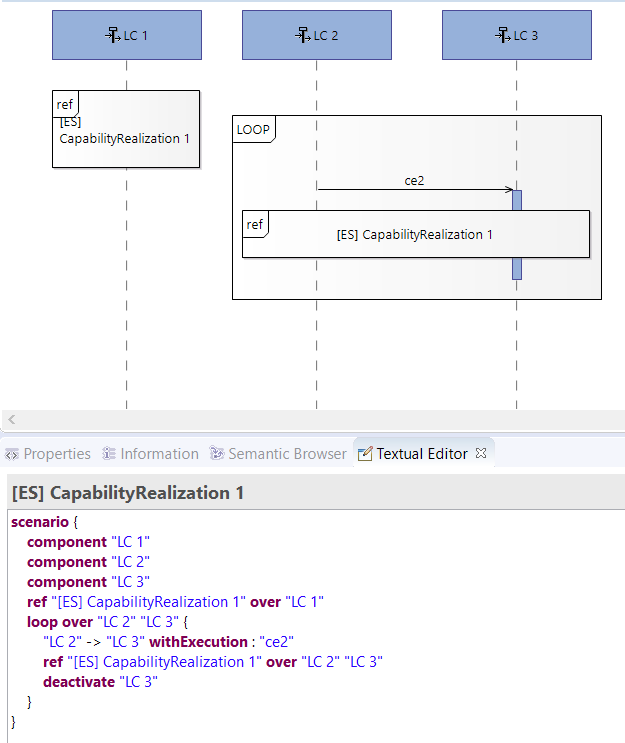 LC 1 LC 2 LC 3
ref
[ES]
CapabilityRealization 1
LOOP
ce2
ref
[ES] CapabilityRealization 1
Properties Information Semantic Browser Textual Editor
[ES] CapabilityRealization 1
scenario {
component "LC 1"
component "LC 2"
component "LC 3"
ref "[ES] CapabilityRealization 1" over "LC 1"
loop over "LC 2" "LC 3" {
"LC 2" -> "LC 3" withExecution : "ce2"
ref "[ES] CapabilityRealization 1" over "LC 2" "LC 3"
deactivate "LC 3"
}
}